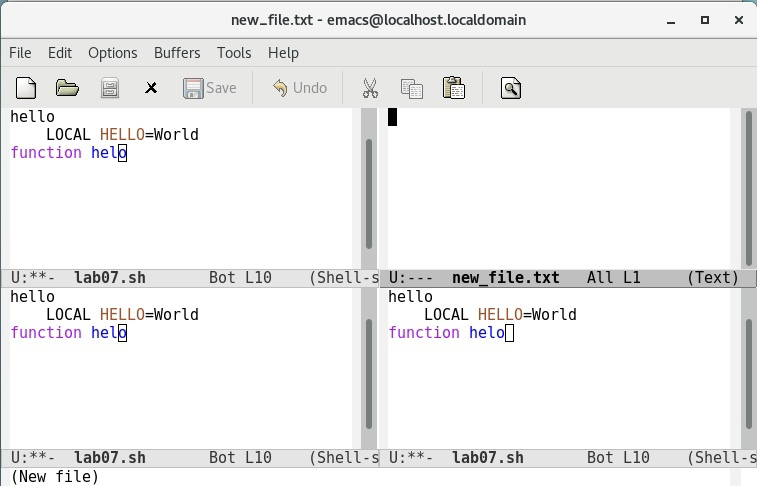 new_file.txt - emacs@localhost.localdomain
File Edit Options Buffers Tools Help
Save Undo
hello
LOCAL HELLO=World
function helo
U:**- lab07.sh Bot L10 (Shell-s
U:--- new_file.txt All L1 (Text)
hello
LOCAL HELLO=World
function helo
U:**- lab07.sh Bot L10 (Shell-s
hello
LOCAL HELLO=World
function helo
U:**- lab07.sh Bot L10 (Shell-s
(New file)